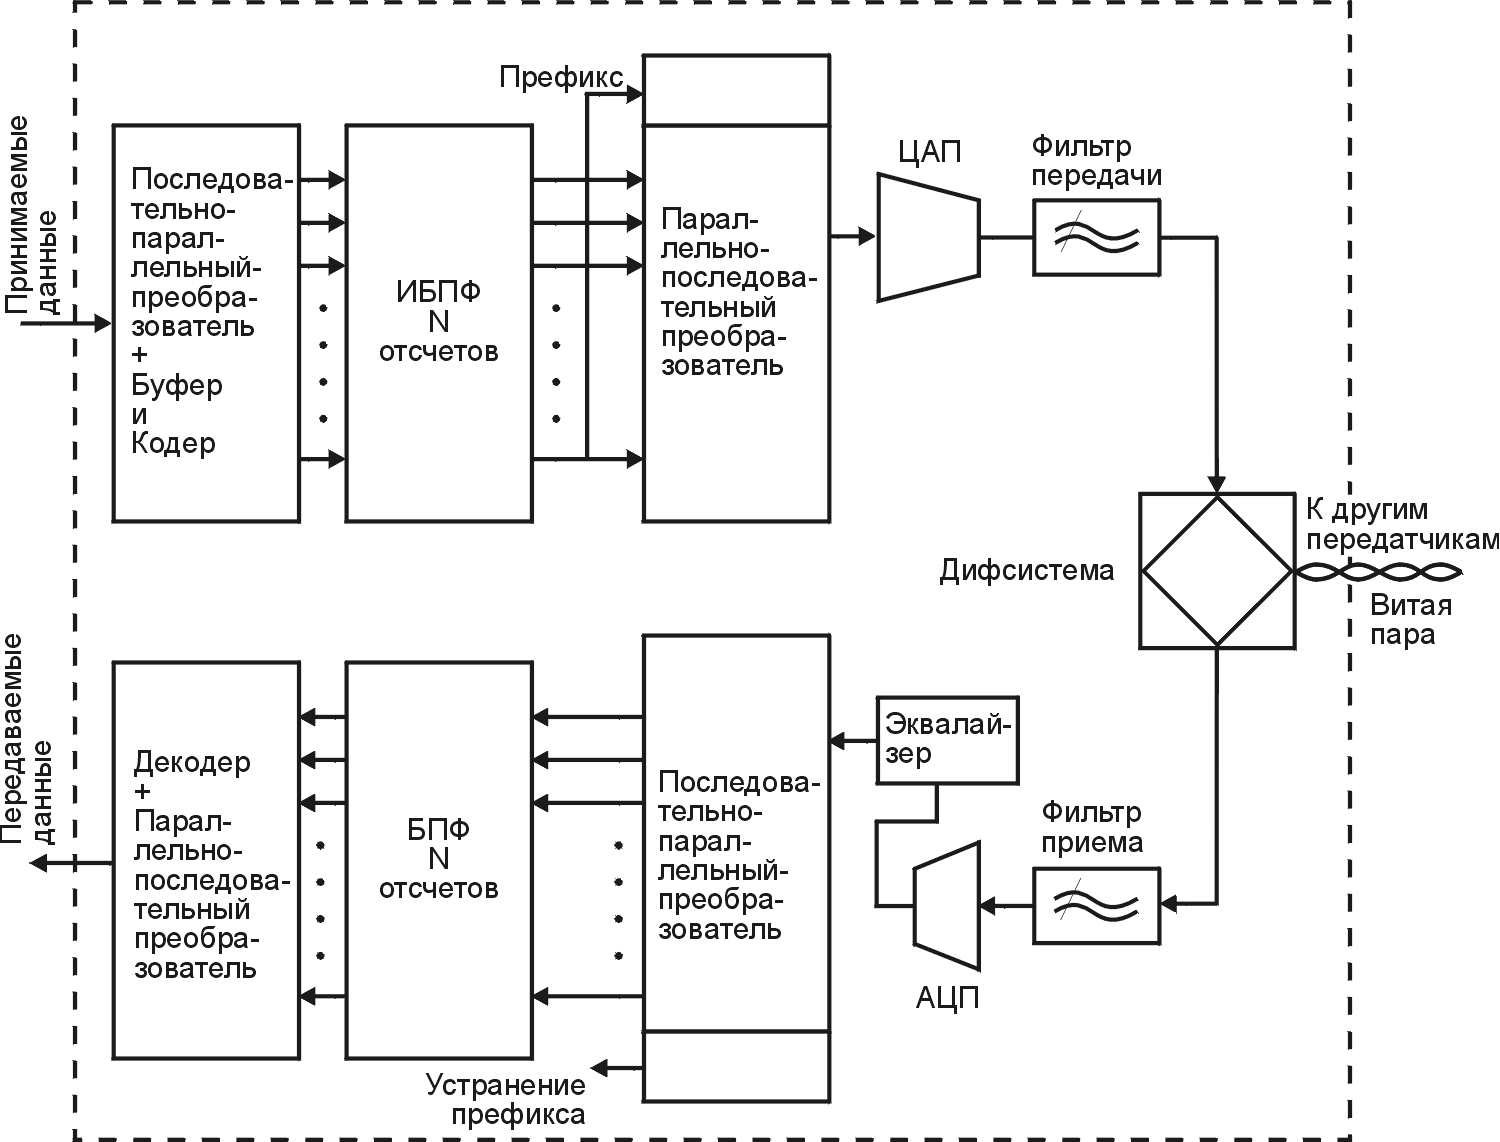 Префикс
Принимаемые
данные
Последова-
тельно-
парал-
лельный-
преобра-
зователь
+
Буфер
и
Кодер
ИБПФ
N
отсчетов
Парал-
лельно-
последова-
тельный
преобра-
зователь
ЦАП
Фильтр
передачи
Дифсистема
К другим
передатчикам
Витая
пара
Передаваемые
данные
Декодер
+
Парал-
лельно-
последова-
тельный
преобра-
зователь
БПФ
N
отсчетов
Последова-
тельно-
парал-
лельный-
преобра-
зователь
Эквалай-
зер
Фильтр
приема
АЦП
Устранение
префикса